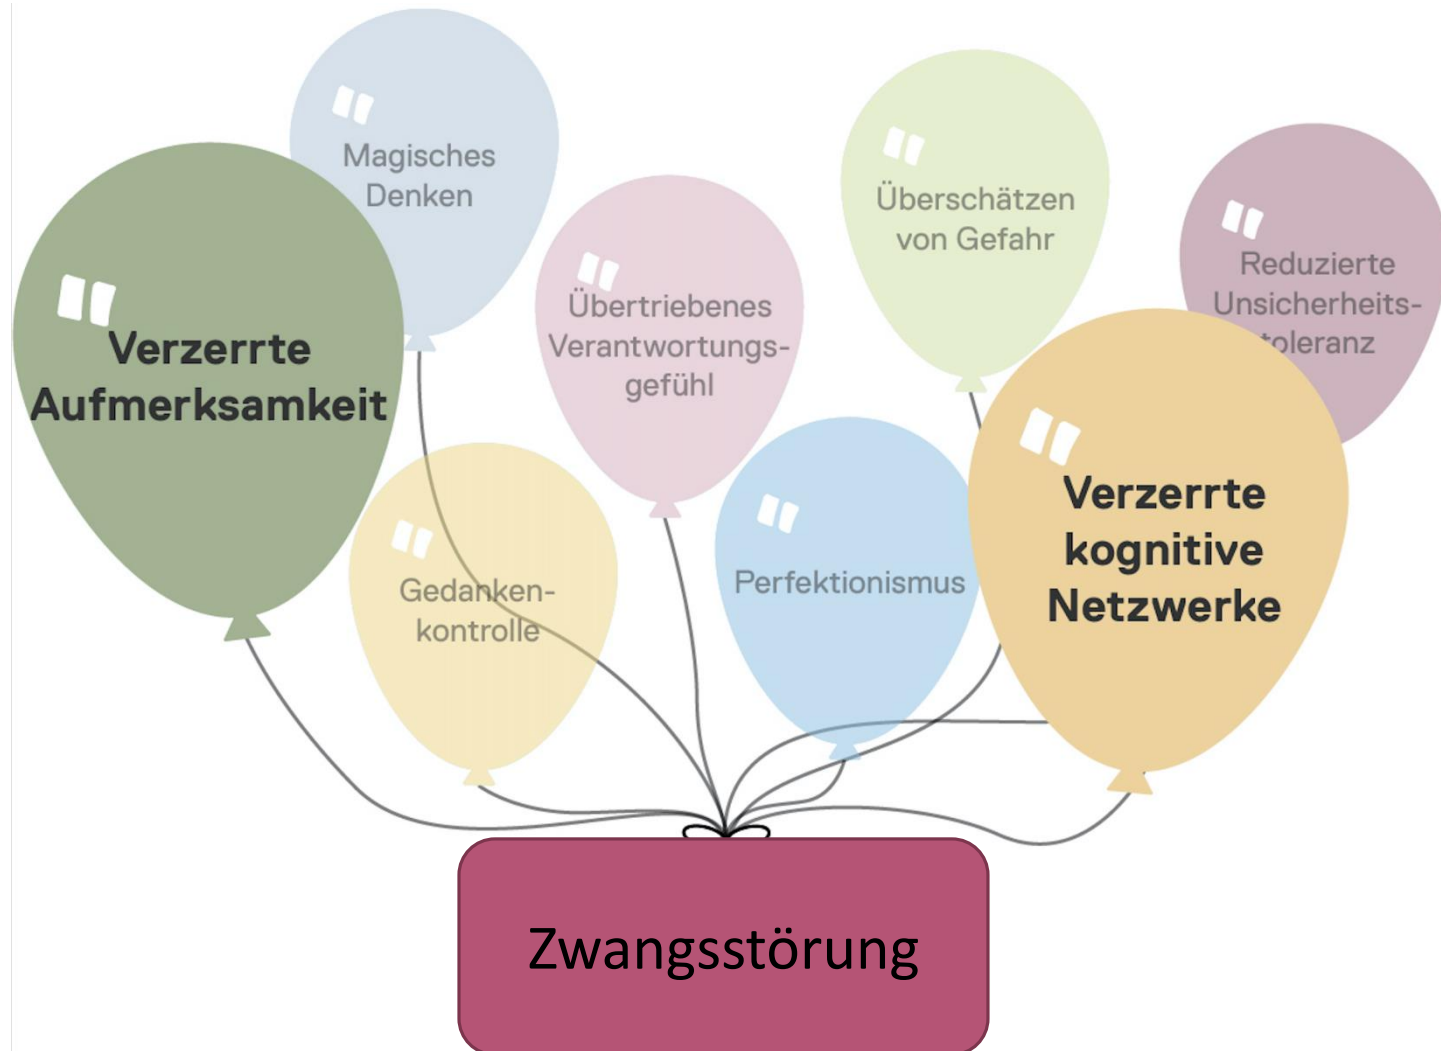 Magisches
Denken
Überschätzen
von Gefahr
Reduzierte
Unsicherheits-
toleranz
Übertriebenes
Verantwortungs-
gefühl
Verzerrte
Aufmerksamkeit
Gedanken-
kontrolle
Perfektionismus
Verzerrte
kognitive
Netzwerke
Zwangsstörung